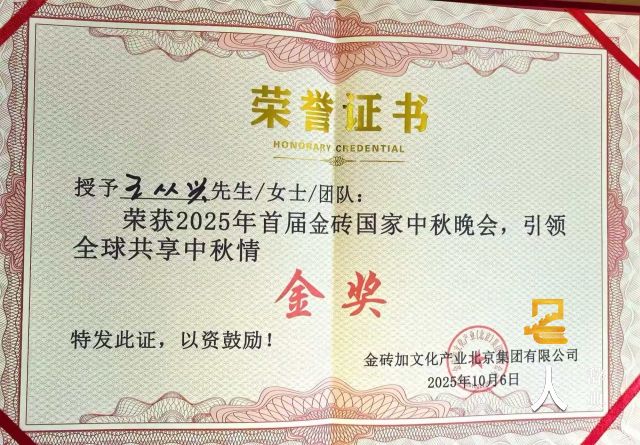 荣誉证书
HONORARY CREDENTIAL
授予王从兴先生/女士/团队：
荣获2025年首届金砖国家中秋晚会，引领
全球共享中秋情
金奖
特发此证，以资鼓励！
金砖加文化产业北京集团有限公司
2025年10月6日
人